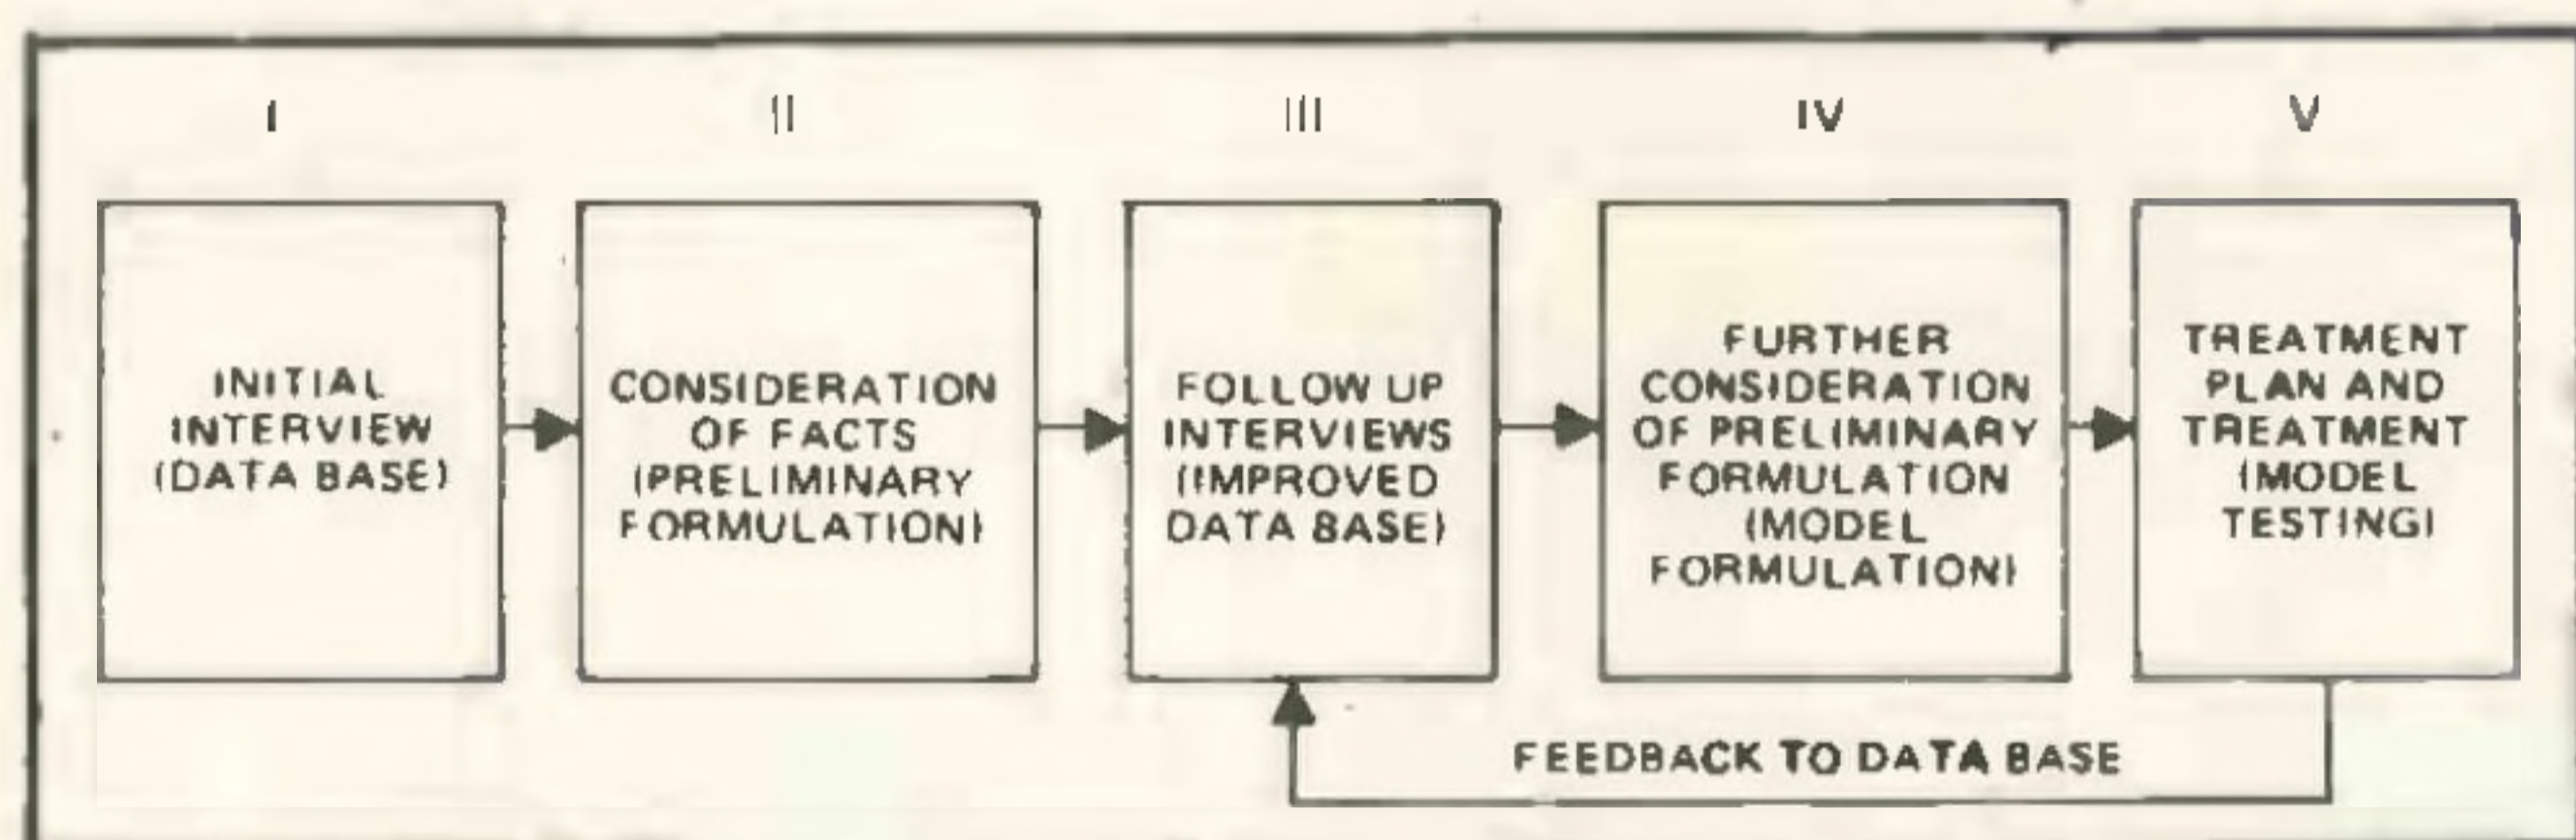 I
II
III
IV
V
INITIAL
INTERVIEW
(DATA BASE)
CONSIDERATION
OF FACTS
(PRELIMINARY
FORMULATION)
FOLLOW UP
INTERVIEWS
(IMPROVED
DATA BASE)
FURTHER
CONSIDERATION
OF PRELIMINARY
FORMULATION
(MODEL
FORMULATION)
TREATMENT
PLAN AND
TREATMENT
(MODEL
TESTING)
FEEDBACK TO DATA BASE